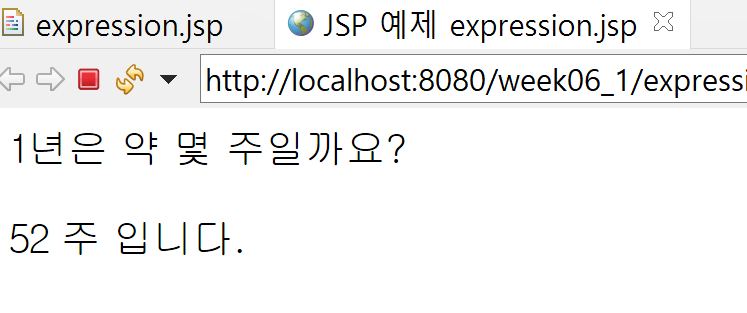 expression.jsp
JSP 예제 expression.jsp
http://localhost:8080/week06_1/expressi
1년은 약 몇 주일까요?
52 주 입니다.